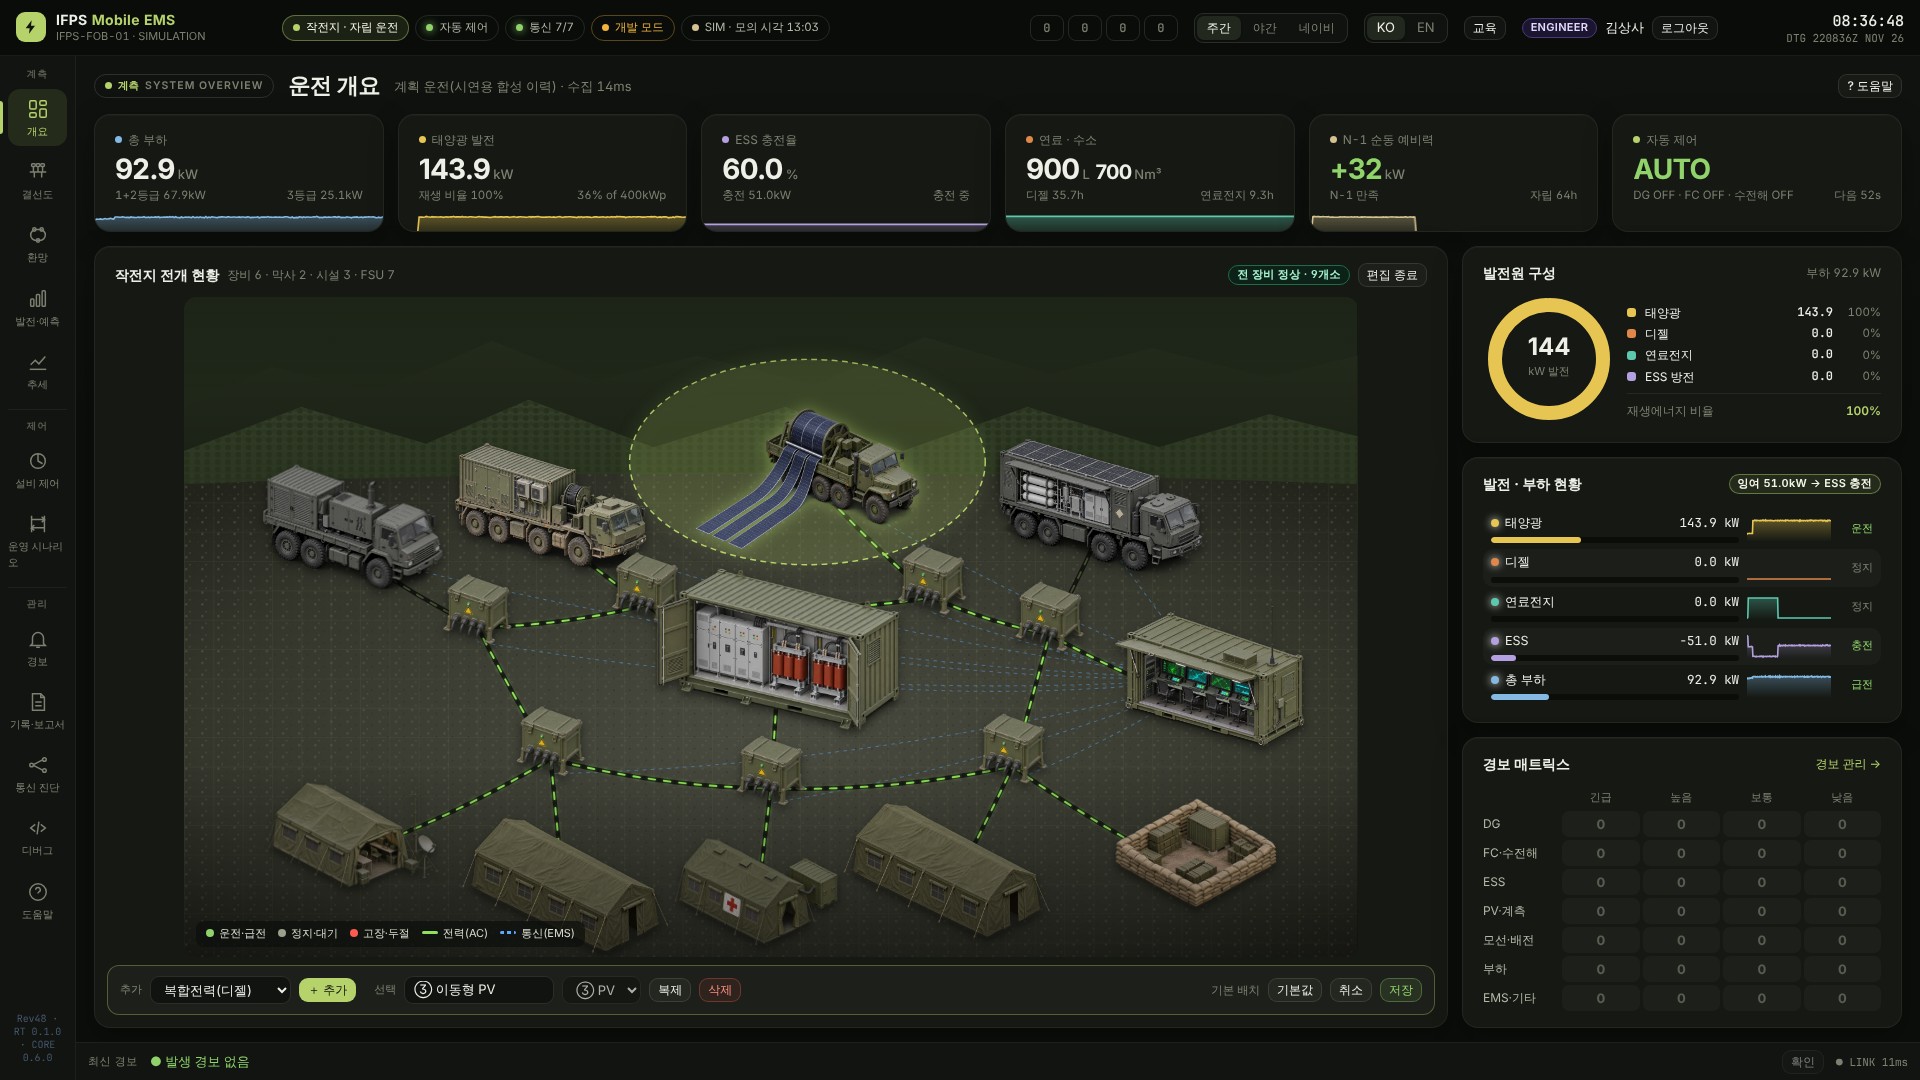 IFPS Mobile EMS
IFPS-FOB-01 · SIMULATION
작전지 · 자립 운전
자동 제어
통신 7/7
개발 모드
SIM · 모의 시각 13:03
0 0 0 0
주간 야간 네이비
KO EN
교육
ENGINEER 김상사 로그아웃
08:36:48
DTG 220836Z NOV 26
계측
개요
결선도
환망
발전·예측
추세
제어
설비 제어
운영 시나리오
관리
경보
기록·보고서
통신 진단
디버그
도움말
Rev48 ·
RT 0.1.0
· CORE
0.6.0
계측 SYSTEM OVERVIEW
운전 개요
계획 운전(시연용 합성 이력) · 수집 14ms
? 도움말
총 부하
92.9 kW
1+2등급 67.9kW 3등급 25.1kW
태양광 발전
143.9 kW
재생 비율 100% 36% of 400kWp
ESS 충전율
60.0 %
충전 51.0kW 충전 중
연료 · 수소
900 L 700 Nm³
디젤 35.7h 연료전지 9.3h
N-1 순동 예비력
+32 kW
N-1 만족 자립 64h
자동 제어
AUTO
DG OFF · FC OFF · 수전해 OFF 다음 52s
작전지 전개 현황 장비 6 · 막사 2 · 시설 3 · FSU 7
전 장비 정상 · 9개소
편집 종료
운전·급전 정지·대기 고장·두절 전력(AC) 통신(EMS)
추가 복합전력(디젤) + 추가 선택 ③ 이동형 PV ③ PV 복제 삭제
기본 배치 기본값 취소 저장
발전원 구성 부하 92.9 kW
144
kW 발전
태양광 143.9 100%
디젤 0.0 0%
연료전지 0.0 0%
ESS 방전 0.0 0%
재생에너지 비율 100%
발전 · 부하 현황 잉여 51.0kW → ESS 충전
태양광 143.9 kW 운전
디젤 0.0 kW 정지
연료전지 0.0 kW 정지
ESS -51.0 kW 충전
총 부하 92.9 kW 급전
경보 매트릭스 경보 관리 →
긴급 높음 보통 낮음
DG 0 0 0 0
FC·수전해 0 0 0 0
ESS 0 0 0 0
PV·계측 0 0 0 0
모선·배전 0 0 0 0
부하 0 0 0 0
EMS·기타 0 0 0 0
최신 경보 발생 경보 없음
확인 LINK 11ms